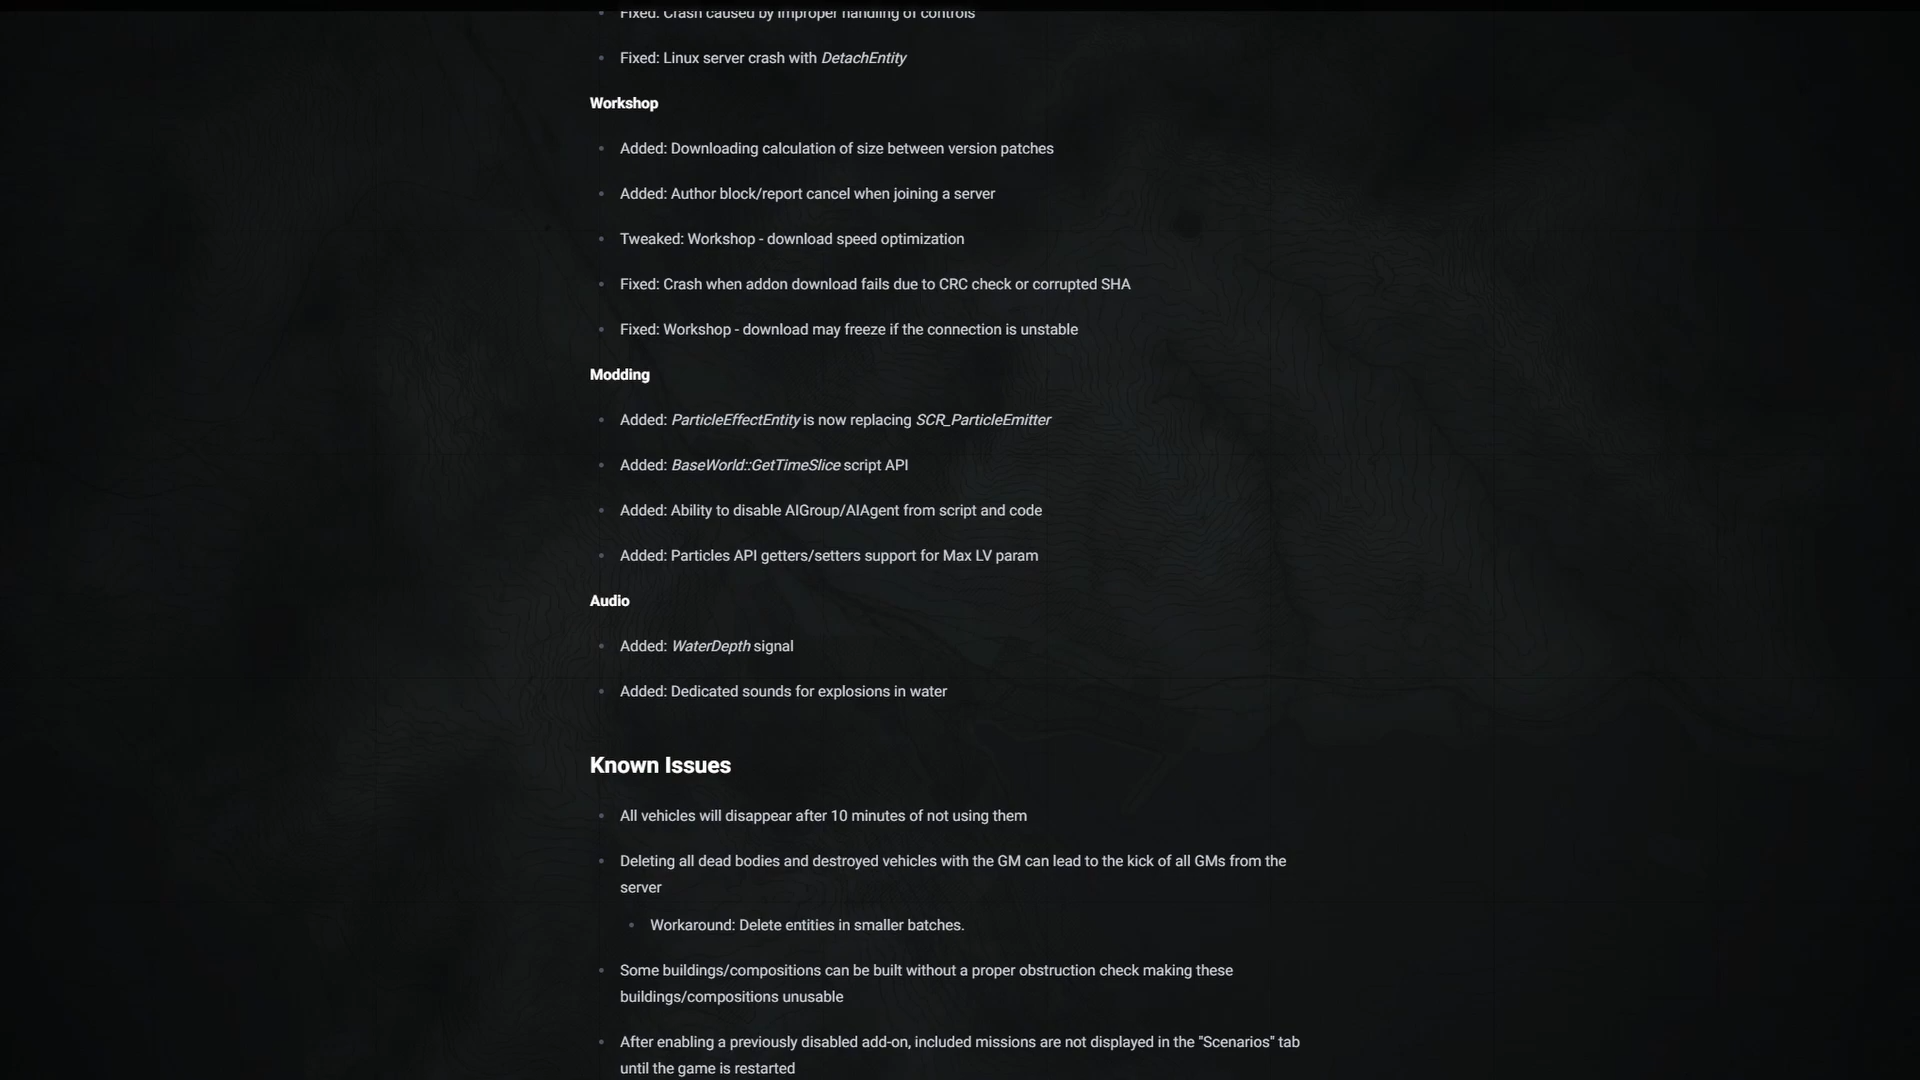 Fixed: Crash caused by improper handling of controls
Fixed: Linux server crash with DetachEntity
Workshop
Added: Downloading calculation of size between version patches
Added: Author block/report cancel when joining a server
Tweaked: Workshop - download speed optimization
Fixed: Crash when addon download fails due to CRC check or corrupted SHA
Fixed: Workshop - download may freeze if the connection is unstable
Modding
Added: ParticleEffectEntity is now replacing SCR_ParticleEmitter
Added: BaseWorld::GetTimeSlice script API
Added: Ability to disable AIGroup/AIAgent from script and code
Added: Particles API getters/setters support for Max LV param
Audio
Added: WaterDepth signal
Added: Dedicated sounds for explosions in water
Known Issues
All vehicles will disappear after 10 minutes of not using them
Deleting all dead bodies and destroyed vehicles with the GM can lead to the kick of all GMs from the
server
Workaround: Delete entities in smaller batches.
Some buildings/compositions can be built without a proper obstruction check making these
buildings/compositions unusable
After enabling a previously disabled add-on, included missions are not displayed in the "Scenarios" tab
until the game is restarted